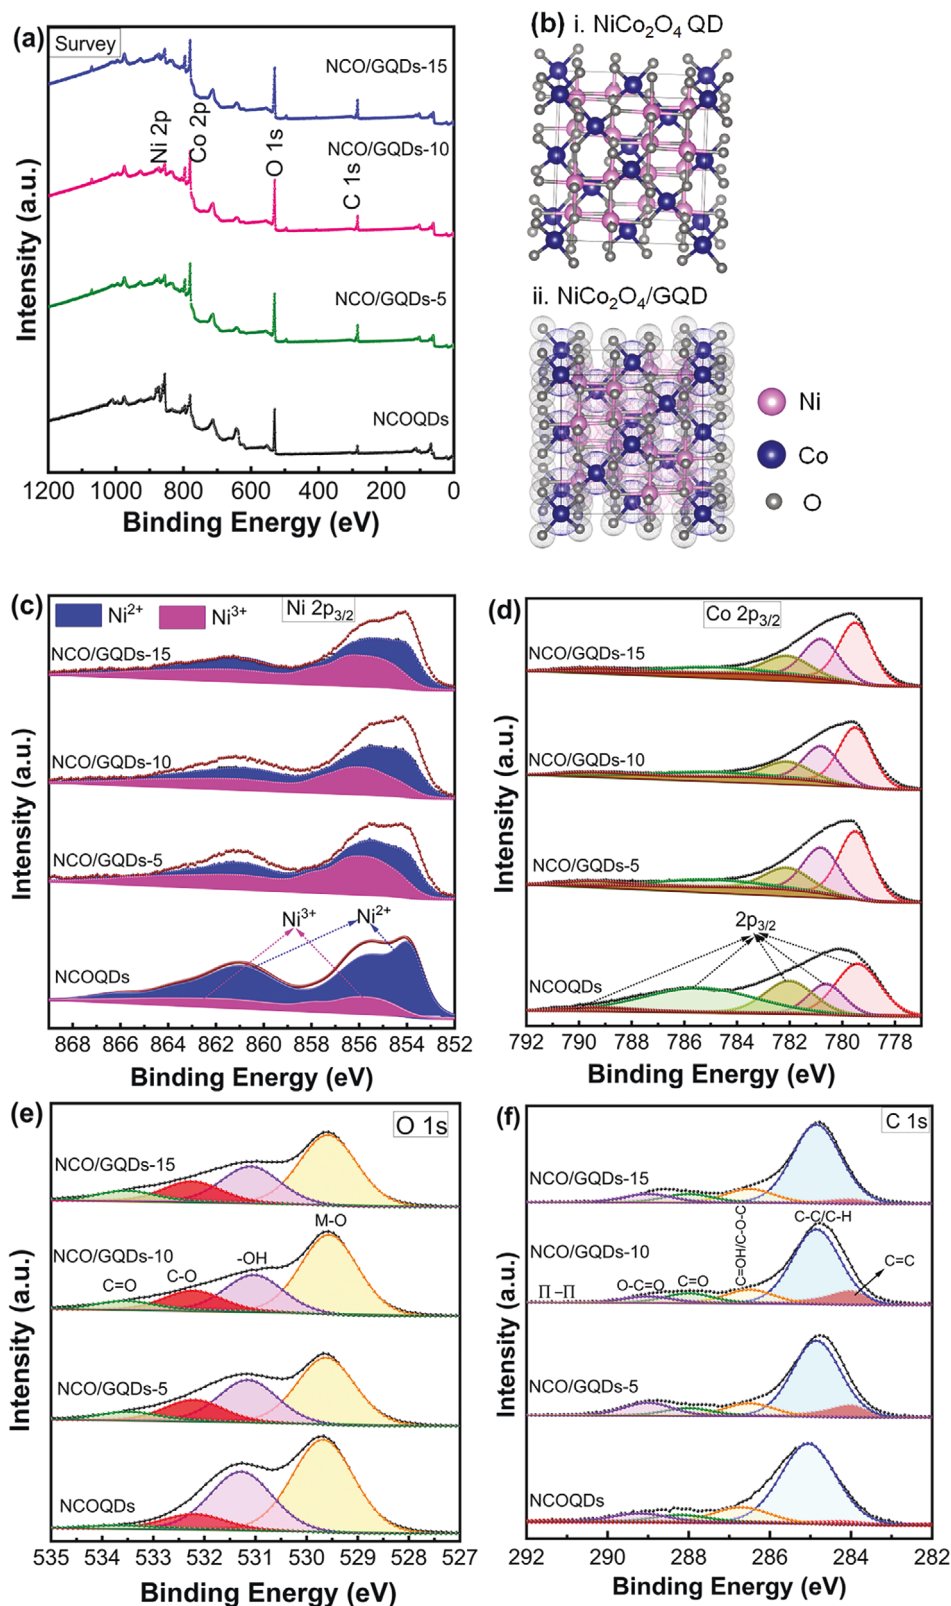 (a)
Survey
NCO/GQDs-15
Ni 2p
Co 2p
O 1s
C 1s
NCO/GQDs-10
NCO/GQDs-5
NCOQDs
Intensity (a.u.)
1200 1000 800 600 400 200 0
Binding Energy (eV)
(b) i. NiCo₂O₄ QD
ii. NiCo₂O₄/GQD
Ni
Co
O
(c)
Ni²⁺ Ni³⁺
Ni 2p₃/₂
NCO/GQDs-15
NCO/GQDs-10
NCO/GQDs-5
Ni³⁺ Ni²⁺
NCOQDs
Intensity (a.u.)
868 866 864 862 860 858 856 854 852
Binding Energy (eV)
(d)
Co 2p₃/₂
NCO/GQDs-15
NCO/GQDs-10
NCO/GQDs-5
2p₃/₂
NCOQDs
Intensity (a.u.)
792 790 788 786 784 782 780 778
Binding Energy (eV)
(e)
O 1s
NCO/GQDs-15
NCO/GQDs-10
M-O
-OH
C-O
C=O
NCO/GQDs-5
NCOQDs
Intensity (a.u.)
535 534 533 532 531 530 529 528 527
Binding Energy (eV)
(f)
C 1s
NCO/GQDs-15
NCO/GQDs-10
C-C/C-H
C=OH/C-O-C
C=C
C=O
O-C=O
Π –Π
NCO/GQDs-5
NCOQDs
Intensity (a.u.)
292 290 288 286 284 282
Binding Energy (eV)